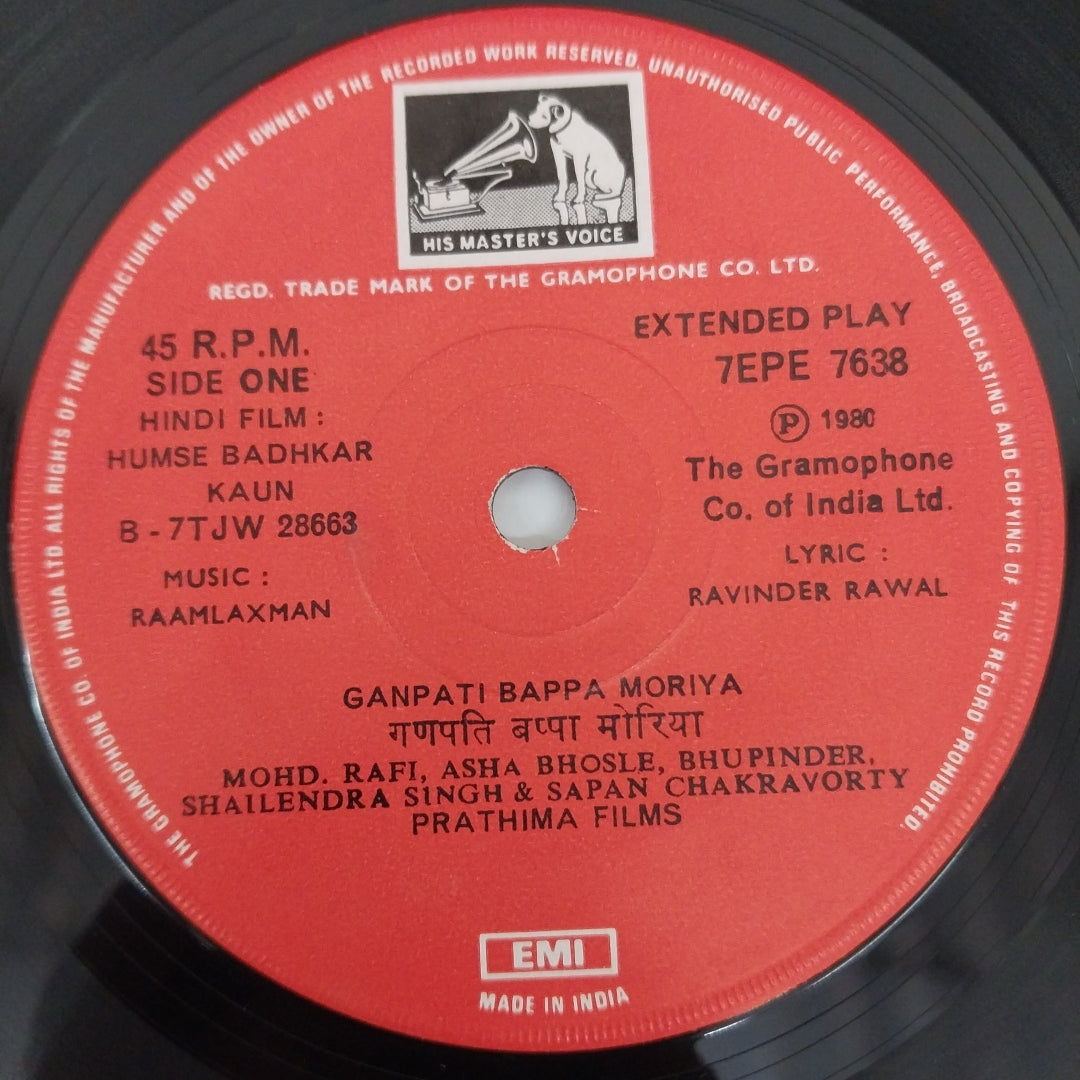 THE GRAMOPHONE CO. OF INDIA LTD. ALL RIGHTS OF THE MANUFACTURER AND OF THE OWNER OF THE RECORDED WORK RESERVED, UNAUTHORISED PUBLIC PERFORMANCE, BROADCASTING AND COPYING OF THIS RECORD PROHIBITED.
HIS MASTER'S VOICE
REGD. TRADE MARK OF THE GRAMOPHONE CO. LTD.
45 R.P.M.
SIDE ONE
HINDI FILM :
HUMSE BADHKAR
KAUN
B - 7TJW 28663
MUSIC :
RAAMLAXMAN
EXTENDED PLAY
7EPE 7638
Ⓟ 1980
The Gramophone
Co. of India Ltd.
LYRIC :
RAVINDER RAWAL
GANPATI BAPPA MORIYA
गणपति बप्पा मोरिया
MOHD. RAFI, ASHA BHOSLE, BHUPINDER,
SHAILENDRA SINGH & SAPAN CHAKRAVORTY
PRATHIMA FILMS
EMI
MADE IN INDIA